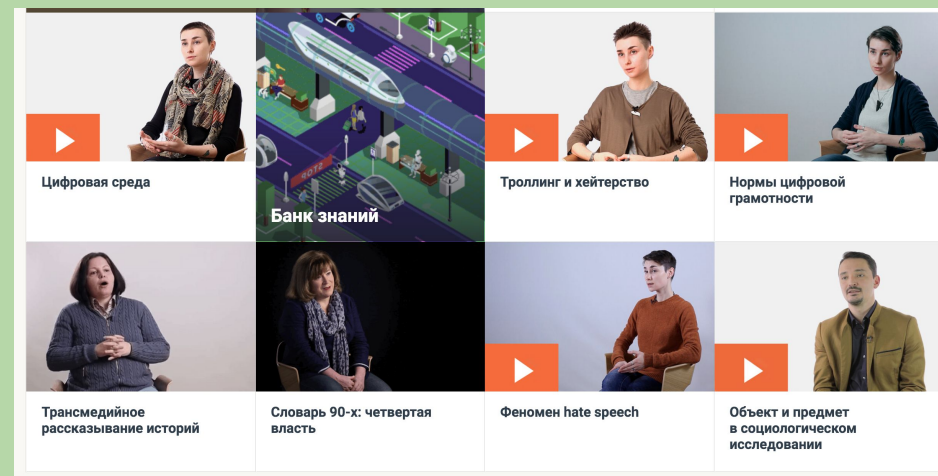 Цифровая среда
Банк знаний
Троллинг и хейтерство
Нормы цифровой
грамотности
Трансмедийное
рассказывание историй
Словарь 90-х: четвертая
власть
Феномен hate speech
Объект и предмет
в социологическом
исследовании